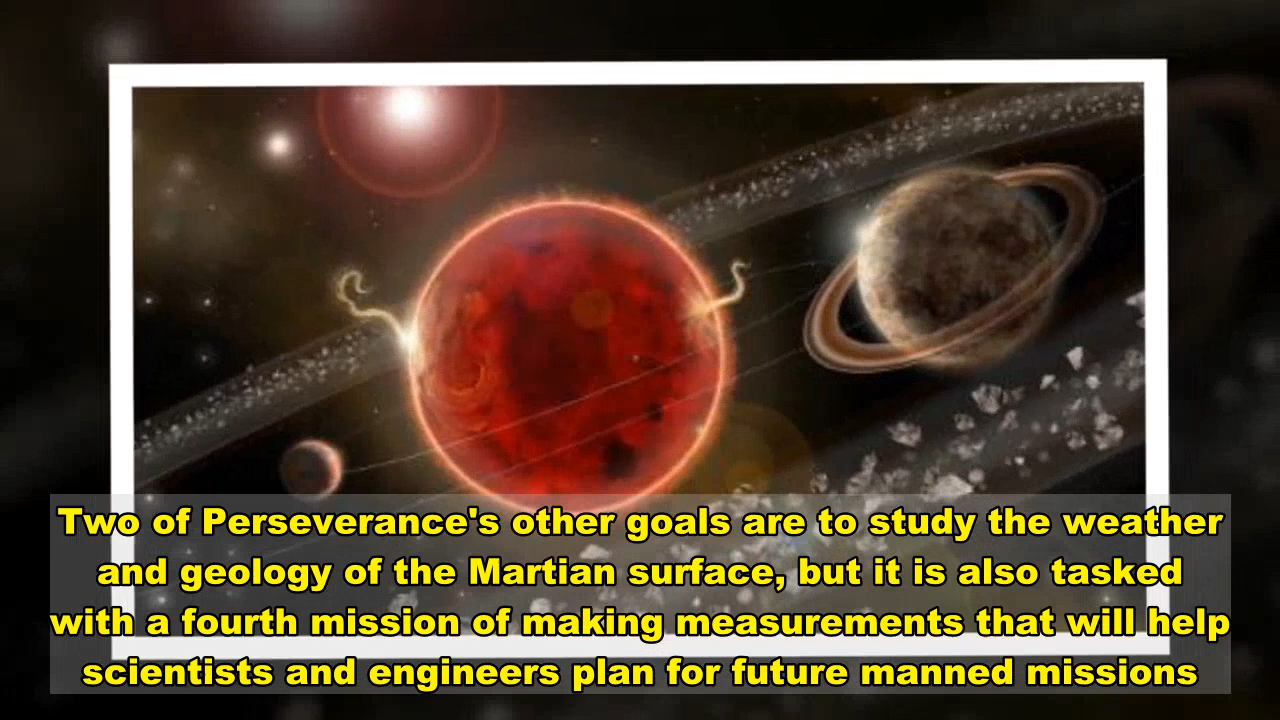 Two of Perseverance's other goals are to study the weather
and geology of the Martian surface, but it is also tasked
with a fourth mission of making measurements that will help
scientists and engineers plan for future manned missions